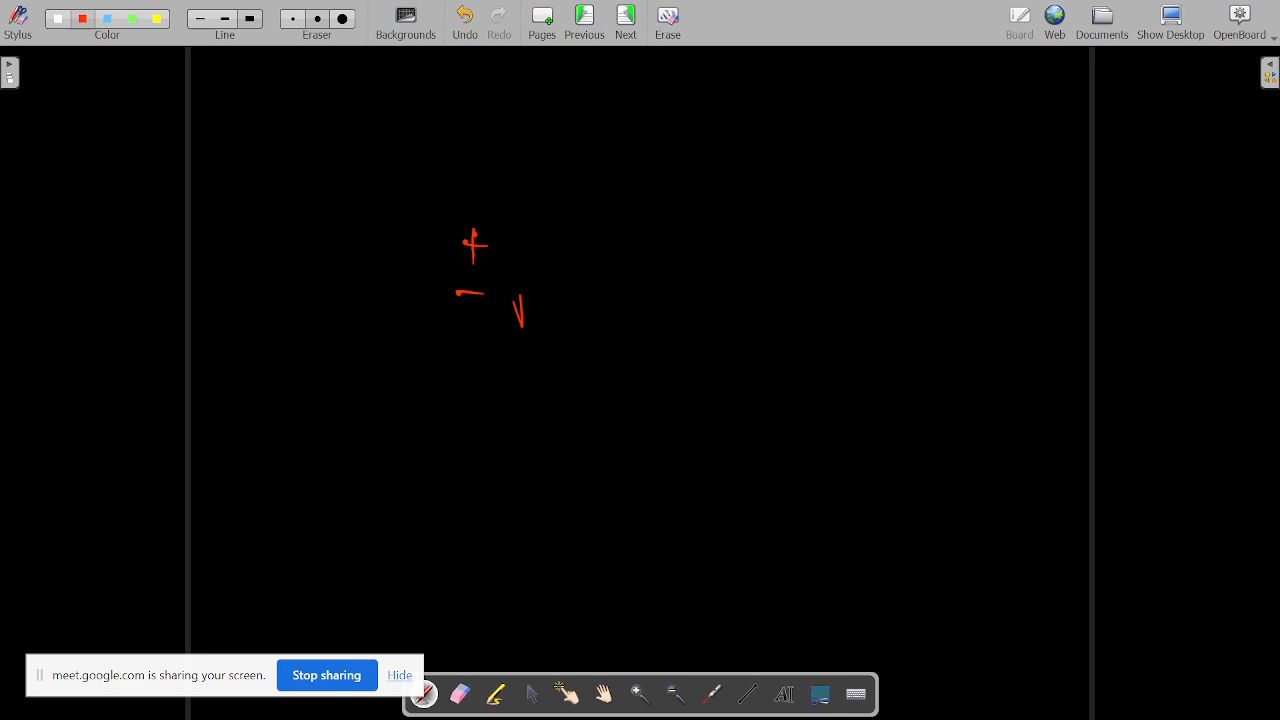 Stylus Color Line Eraser Backgrounds Undo Redo Pages Previous Next Erase Board Web Documents Show Desktop OpenBoard
+
-
meet.google.com is sharing your screen. Stop sharing Hide
AI